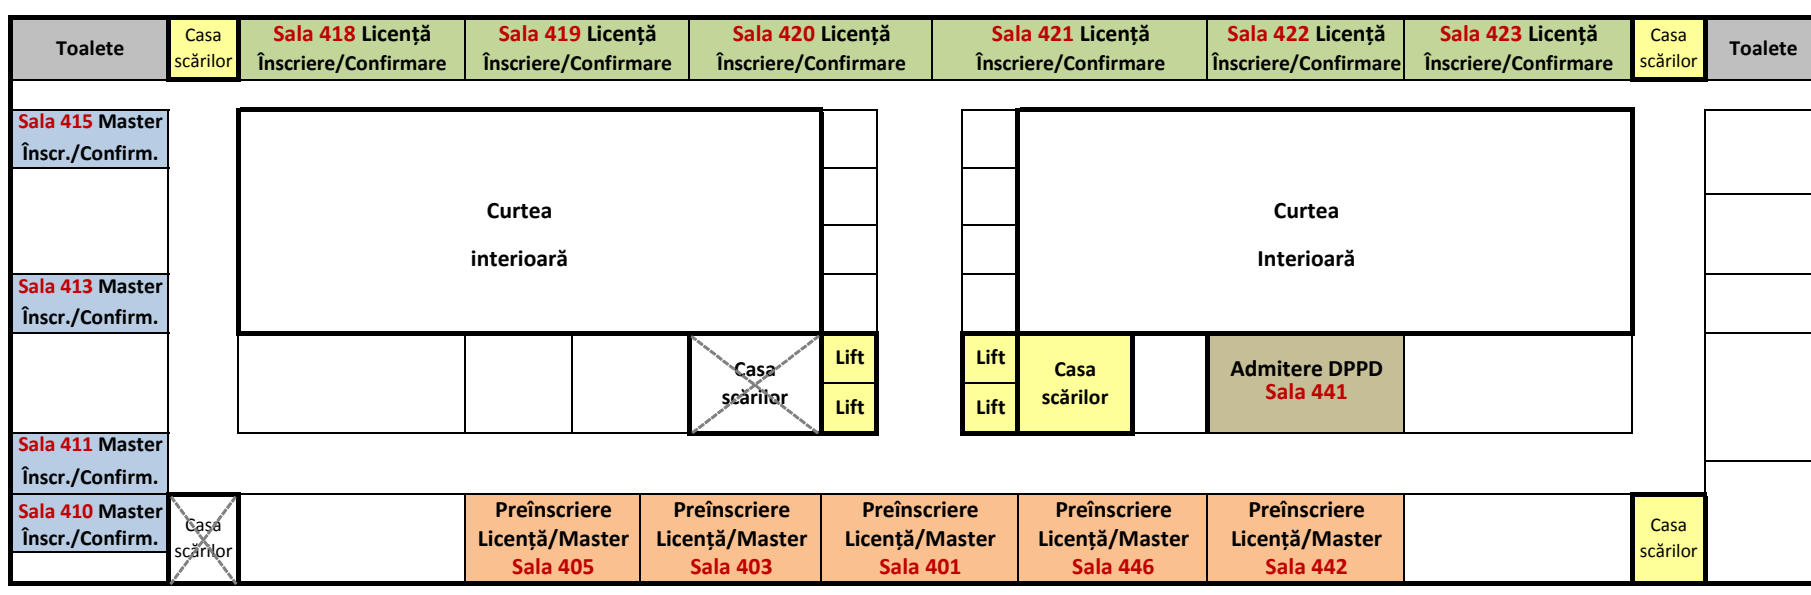 Toalete
Casa
scărilor
Sala 418 Licență
Înscriere/Confirmare
Sala 419 Licență
Înscriere/Confirmare
Sala 420 Licență
Înscriere/Confirmare
Sala 421 Licență
Înscriere/Confirmare
Sala 422 Licență
Înscriere/Confirmare
Sala 423 Licență
Înscriere/Confirmare
Casa
scărilor
Toalete
Sala 415 Master
Înscr./Confirm.
Curtea
interioară
Curtea
Interioară
Sala 413 Master
Înscr./Confirm.
Casa
scărilor
Lift
Lift
Lift
Lift
Casa
scărilor
Admitere DPPD
Sala 441
Sala 411 Master
Înscr./Confirm.
Sala 410 Master
Înscr./Confirm.
Casa
scărilor
Preînscriere
Licență/Master
Sala 405
Preînscriere
Licență/Master
Sala 403
Preînscriere
Licență/Master
Sala 401
Preînscriere
Licență/Master
Sala 446
Preînscriere
Licență/Master
Sala 442
Casa
scărilor